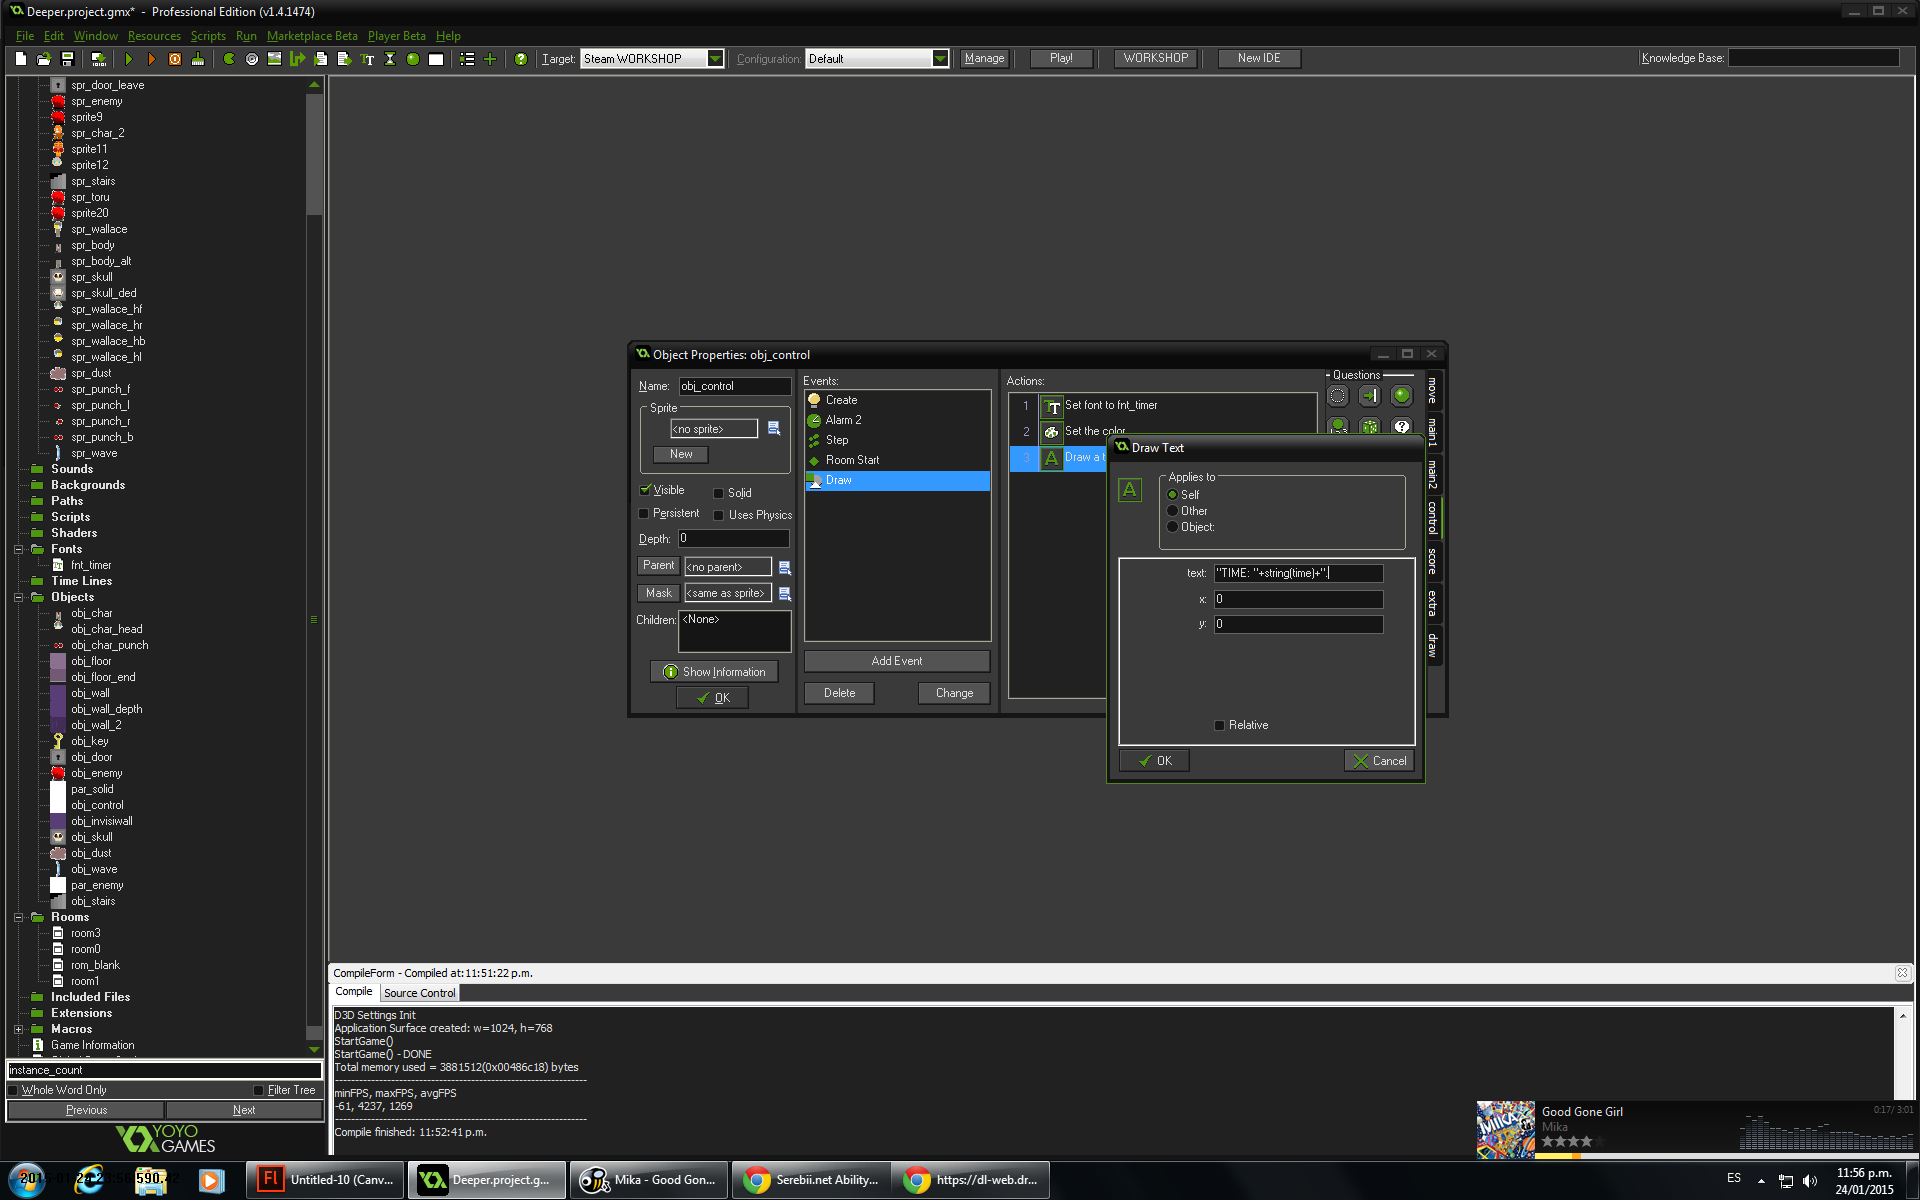 Deeper.project.gmx* - Professional Edition (v1.4.1474)
File Edit Window Resources Scripts Run Marketplace Beta Player Beta Help
Target: Steam WORKSHOP Configuration: Default Manage Play! WORKSHOP New IDE Knowledge Base:
spr_door_leave
spr_enemy
sprite9
spr_char_2
sprite11
sprite12
spr_stairs
spr_toru
sprite20
spr_wallace
spr_body
spr_body_alt
spr_skull
spr_skull_ded
spr_wallace_hf
spr_wallace_hr
spr_wallace_hb
spr_wallace_hl
spr_dust
spr_punch_f
spr_punch_l
spr_punch_r
spr_punch_b
spr_wave
Sounds
Backgrounds
Paths
Scripts
Shaders
Fonts
fnt_timer
Time Lines
Objects
obj_char
obj_char_head
obj_char_punch
obj_floor
obj_floor_end
obj_wall
obj_wall_depth
obj_wall_2
obj_key
obj_door
obj_enemy
par_solid
obj_control
obj_invisiwall
obj_skull
obj_dust
obj_wave
par_enemy
obj_stairs
Rooms
room3
room0
rom_blank
room1
Included Files
Extensions
Macros
Game Information
instance_count
Whole Word Only Filter Tree
Previous Next
YOYO
GAMES
Object Properties: obj_control
Name: obj_control
Sprite
<no sprite>
New
Visible Solid
Persistent Uses Physics
Depth: 0
Parent <no parent>
Mask <same as sprite>
Children: <None>
Show Information
OK
Events:
Create
Alarm 2
Step
Room Start
Draw
Add Event
Delete Change
Actions:
1 Set font to fnt_timer
2 Set the color
3 Draw a t
Questions
move
main1
main2
control
score
extra
draw
Draw Text
Applies to
Self
Other
Object:
text: "TIME: "+string(time)+".
x: 0
y: 0
Relative
OK Cancel
CompileForm - Compiled at: 11:51:22 p.m.
Compile Source Control
D3D Settings Init
Application Surface created: w=1024, h=768
StartGame()
StartGame() - DONE
Total memory used = 3881512(0x00486c18) bytes
minFPS, maxFPS, avgFPS
-61, 4237, 1269
Compile finished: 11:52:41 p.m.
Good Gone Girl 0:17/ 3:01
Mika
MIKA
Untitled-10 (Canv... Deeper.project.g... Mika - Good Gon... Serebii.net Ability... https://dl-web.dr...
ES 11:56 p.m.
24/01/2015